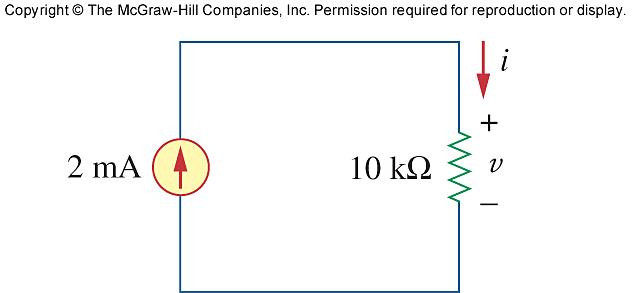 Copyright © The McGraw-Hill Companies, Inc. Permission required for reproduction or display.
i
+
2 mA
10 kΩ
v
−